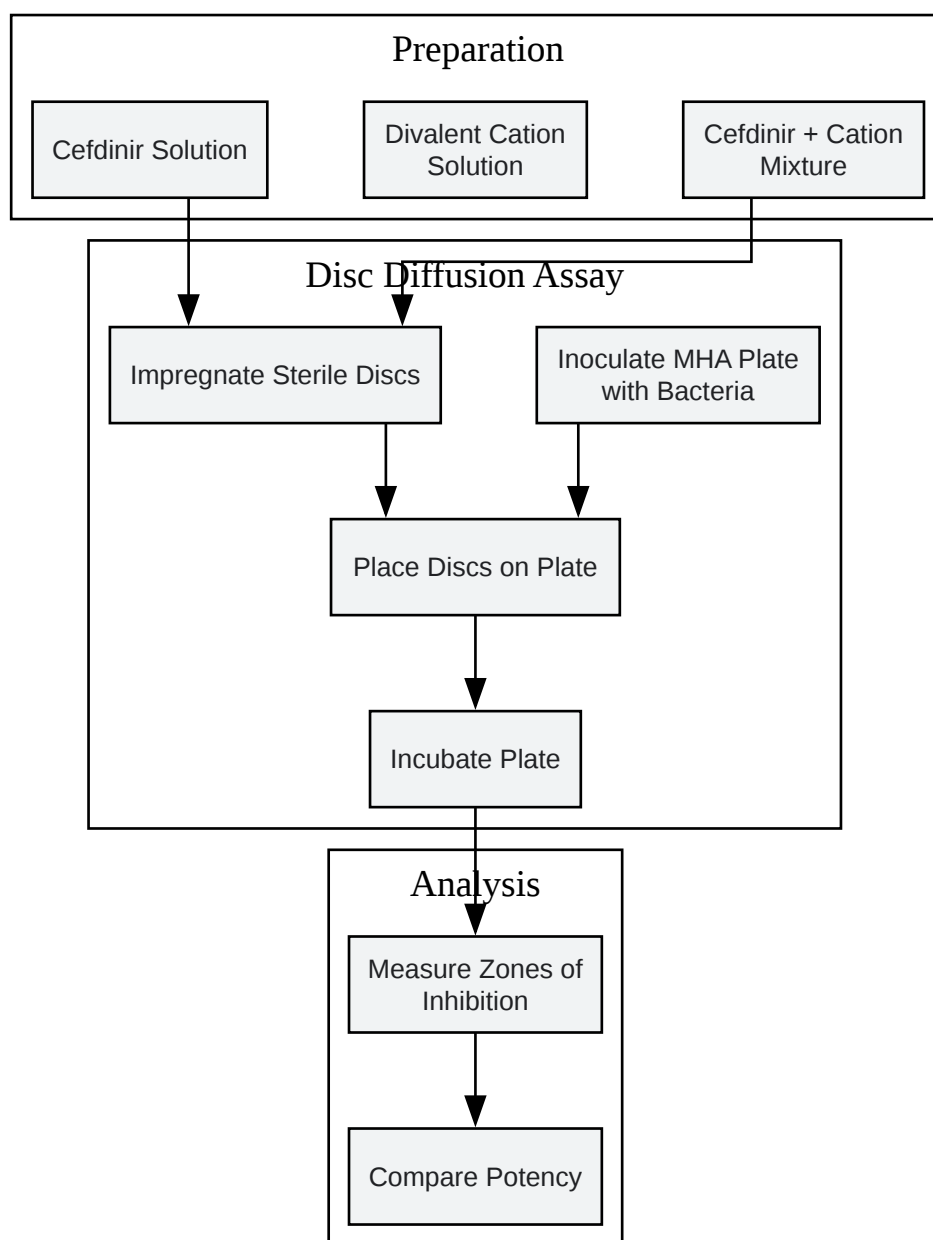 Preparation
Cefdinir Solution
Divalent Cation
Solution
Cefdinir + Cation
Mixture
Disc Diffusion Assay
Impregnate Sterile Discs
Inoculate MHA Plate
with Bacteria
Place Discs on Plate
Incubate Plate
Analysis
Measure Zones of
Inhibition
Compare Potency